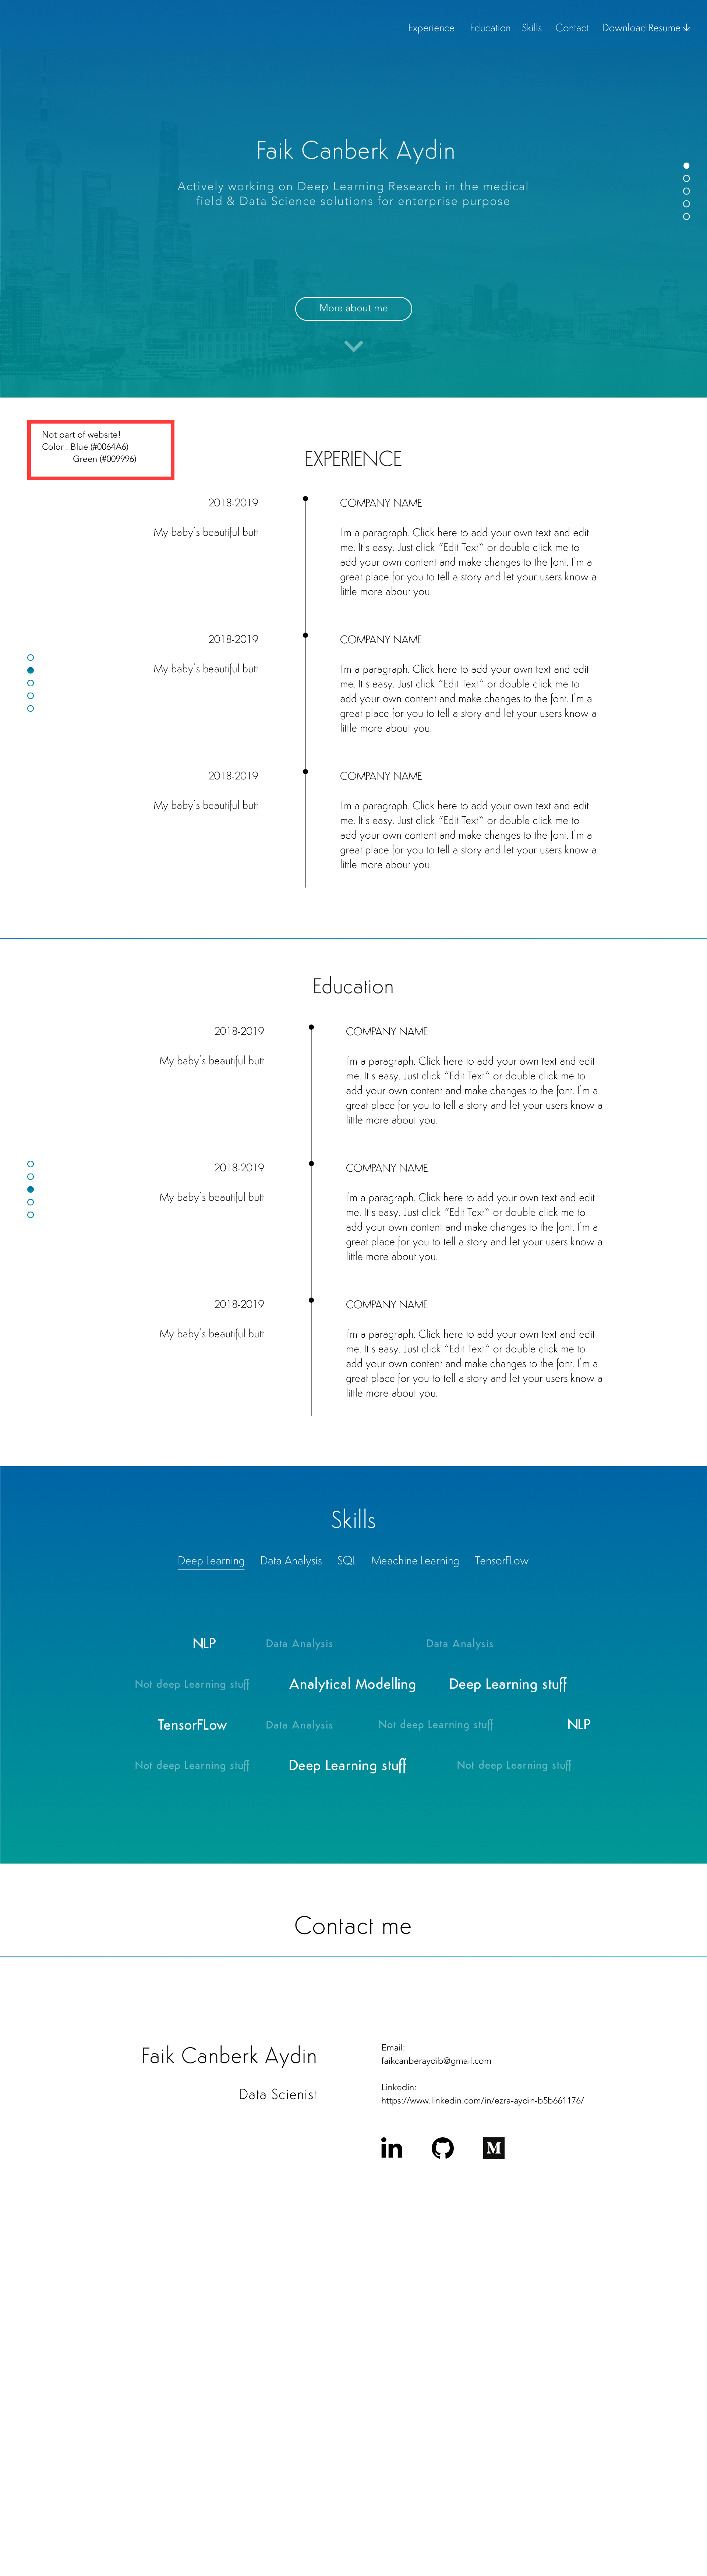 Experience Education Skills Contact Download Resume
Faik Canberk Aydin
Actively working on Deep Learning Research in the medical
field & Data Science solutions for enterprise purpose
More about me
Not part of website!
Color : Blue (#0064A6)
Green (#009996)
EXPERIENCE
2018-2019
My baby's beautiful butt
COMPANY NAME
I'm a paragraph. Click here to add your own text and edit
me. It's easy. Just click “Edit Text” or double click me to
add your own content and make changes to the font. I'm a
great place for you to tell a story and let your users know a
little more about you.
2018-2019
My baby's beautiful butt
COMPANY NAME
I'm a paragraph. Click here to add your own text and edit
me. It's easy. Just click “Edit Text” or double click me to
add your own content and make changes to the font. I'm a
great place for you to tell a story and let your users know a
little more about you.
2018-2019
My baby's beautiful butt
COMPANY NAME
I'm a paragraph. Click here to add your own text and edit
me. It's easy. Just click “Edit Text” or double click me to
add your own content and make changes to the font. I'm a
great place for you to tell a story and let your users know a
little more about you.
Education
2018-2019
My baby's beautiful butt
COMPANY NAME
I'm a paragraph. Click here to add your own text and edit
me. It's easy. Just click “Edit Text” or double click me to
add your own content and make changes to the font. I'm a
great place for you to tell a story and let your users know a
little more about you.
2018-2019
My baby's beautiful butt
COMPANY NAME
I'm a paragraph. Click here to add your own text and edit
me. It's easy. Just click “Edit Text” or double click me to
add your own content and make changes to the font. I'm a
great place for you to tell a story and let your users know a
little more about you.
2018-2019
My baby's beautiful butt
COMPANY NAME
I'm a paragraph. Click here to add your own text and edit
me. It's easy. Just click “Edit Text” or double click me to
add your own content and make changes to the font. I'm a
great place for you to tell a story and let your users know a
little more about you.
Skills
Deep Learning Data Analysis SQL Meachine Learning TensorFLow
NLP Data Analysis Data Analysis
Not deep Learning stuff Analytical Modelling Deep Learning stuff
TensorFLow Data Analysis Not deep Learning stuff NLP
Not deep Learning stuff Deep Learning stuff Not deep Learning stuff
Contact me
Faik Canberk Aydin
Data Scienist
Email:
faikcanberaydib@gmail.com
Linkedin:
https://www.linkedin.com/in/ezra-aydin-b5b661176/
in
M